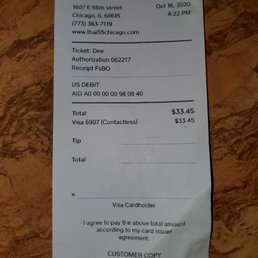 1607 E 55th street
Oct 16, 2020
Chicago, IL 60615
4:22 PM
(773) 363-7119
www.thai55chicago.com
Ticket: Dee
Authorization 062217
Receipt FsBG
US DEBIT
AID A0 00 00 00 98 08 40
Total $33.45
Visa 6907 (Contactless) $33.45
Tip
Total
x
Visa Cardholder
I agree to pay the above total amount
according to my card issuer
agreement.
CUSTOMER COPY